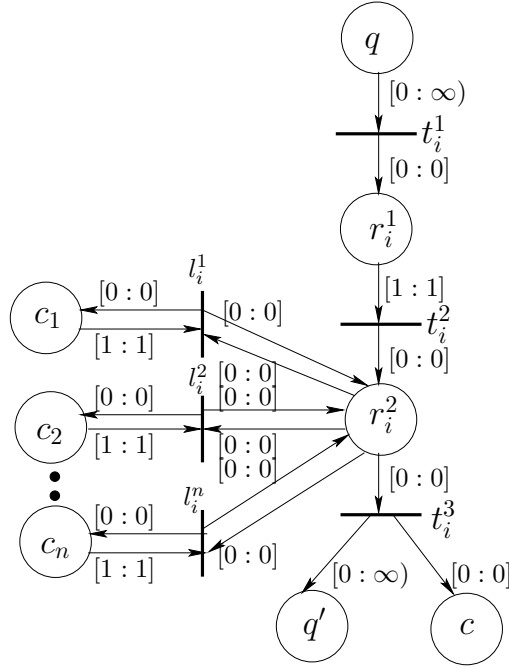 q
[0 : ∞)
t_i^1
[0 : 0]
r_i^1
l_i^1
[0 : 0]
[0 : 0]
[1 : 1]
c_1
t_i^2
[1 : 1]
[0 : 0]
l_i^2
[0 : 0]
[0 : 0]
[0 : 0]
c_2
r_i^2
[1 : 1]
[0 : 0]
[0 : 0]
[0 : 0]
l_i^n
[0 : 0]
t_i^3
c_n
[1 : 1]
[0 : 0]
[0 : ∞)
[0 : 0]
q′
c